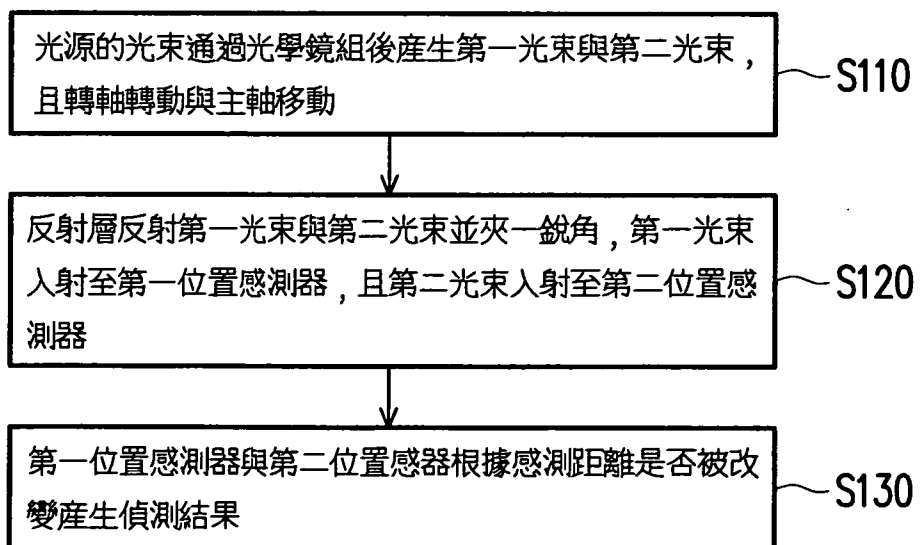 光源的光束通過光學鏡組後產生第一光束與第二光束，
且轉軸轉動與主軸移動
S110
反射層反射第一光束與第二光束並夾一銳角，第一光束
入射至第一位置感測器，且第二光束入射至第二位置感
測器
S120
第一位置感測器與第二位置感器根據感測距離是否被改
變產生偵測結果
S130